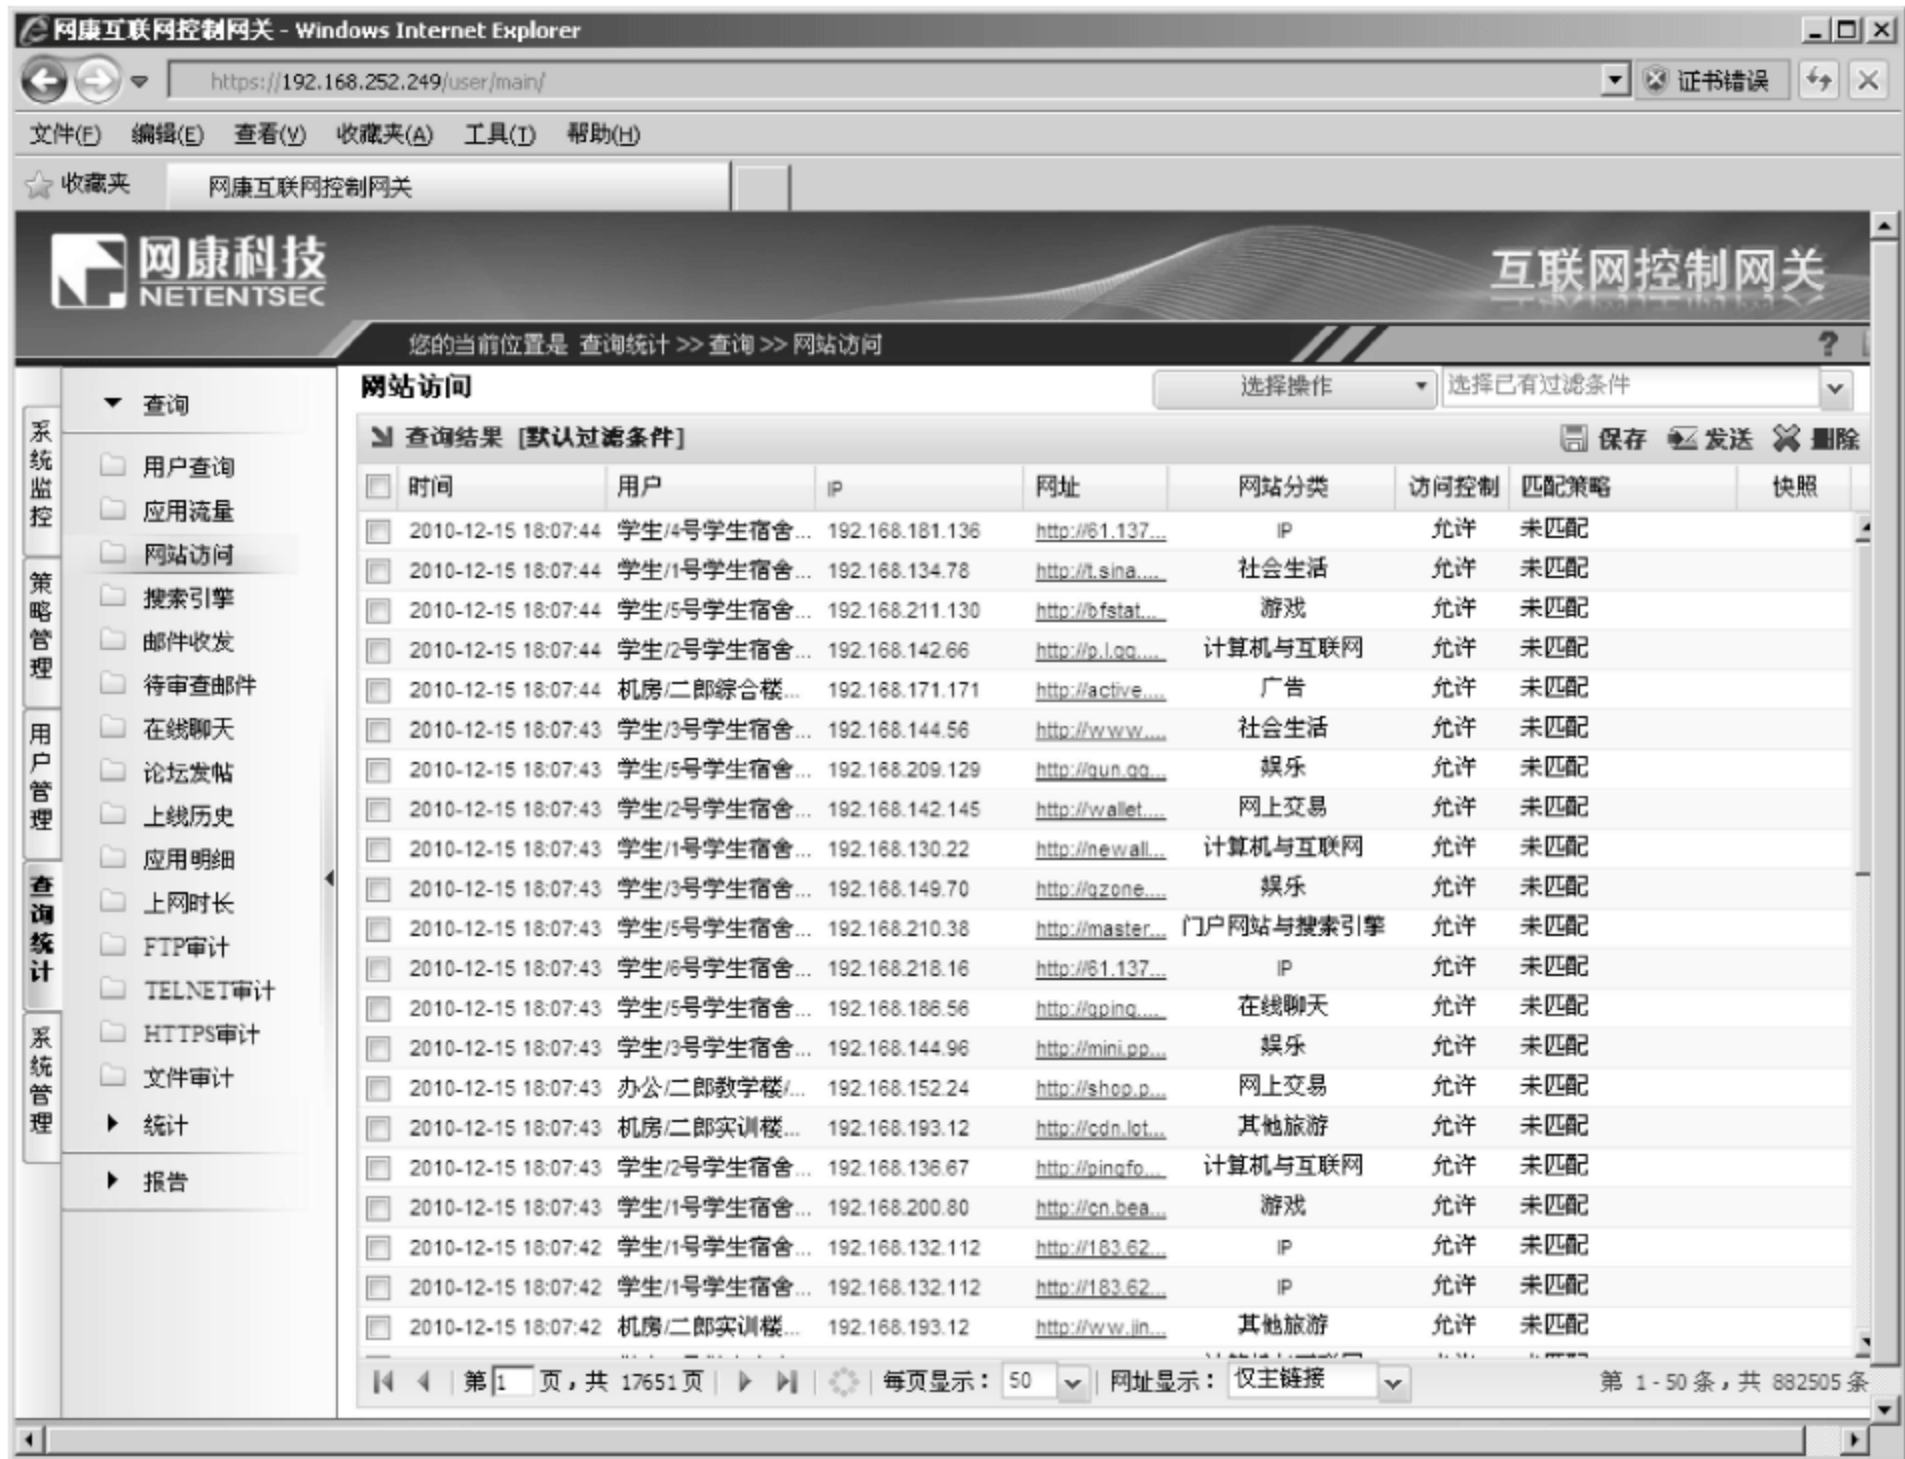 网康互联网控制网关 - Windows Internet Explorer
https://192.168.252.249/user/main/ 证书错误
文件(F) 编辑(E) 查看(V) 收藏夹(A) 工具(T) 帮助(H)
收藏夹 网康互联网控制网关
网康科技 互联网控制网关
NETENTSEC
您的当前位置是 查询统计 >> 查询 >> 网站访问 ?
系统监控
策略管理
用户管理
查询统计
系统管理
查询
用户查询
应用流量
网站访问
搜索引擎
邮件收发
待审查邮件
在线聊天
论坛发帖
上线历史
应用明细
上网时长
FTP审计
TELNET审计
HTTPS审计
文件审计
统计
报告
网站访问 选择操作 选择已有过滤条件
查询结果 [默认过滤条件] 保存 发送 删除
时间 用户 IP 网址 网站分类 访问控制 匹配策略 快照
2010-12-15 18:07:44 学生/4号学生宿舍... 192.168.181.136 http://61.137... IP 允许 未匹配
2010-12-15 18:07:44 学生/1号学生宿舍... 192.168.134.78 http://t.sina.... 社会生活 允许 未匹配
2010-12-15 18:07:44 学生/5号学生宿舍... 192.168.211.130 http://bfstat... 游戏 允许 未匹配
2010-12-15 18:07:44 学生/2号学生宿舍... 192.168.142.66 http://p.l.qq.... 计算机与互联网 允许 未匹配
2010-12-15 18:07:44 机房/二郎综合楼... 192.168.171.171 http://active.... 广告 允许 未匹配
2010-12-15 18:07:43 学生/3号学生宿舍... 192.168.144.56 http://www.... 社会生活 允许 未匹配
2010-12-15 18:07:43 学生/5号学生宿舍... 192.168.209.129 http://qun.qq... 娱乐 允许 未匹配
2010-12-15 18:07:43 学生/2号学生宿舍... 192.168.142.145 http://wallet.... 网上交易 允许 未匹配
2010-12-15 18:07:43 学生/1号学生宿舍... 192.168.130.22 http://newall... 计算机与互联网 允许 未匹配
2010-12-15 18:07:43 学生/3号学生宿舍... 192.168.149.70 http://qzone.... 娱乐 允许 未匹配
2010-12-15 18:07:43 学生/5号学生宿舍... 192.168.210.38 http://master... 门户网站与搜索引擎 允许 未匹配
2010-12-15 18:07:43 学生/6号学生宿舍... 192.168.218.16 http://61.137... IP 允许 未匹配
2010-12-15 18:07:43 学生/5号学生宿舍... 192.168.186.56 http://qping.... 在线聊天 允许 未匹配
2010-12-15 18:07:43 学生/3号学生宿舍... 192.168.144.96 http://mini.pp... 娱乐 允许 未匹配
2010-12-15 18:07:43 办公/二郎教学楼/... 192.168.152.24 http://shop.p... 网上交易 允许 未匹配
2010-12-15 18:07:43 机房/二郎实训楼... 192.168.193.12 http://cdn.lot... 其他旅游 允许 未匹配
2010-12-15 18:07:43 学生/2号学生宿舍... 192.168.136.67 http://pingfo... 计算机与互联网 允许 未匹配
2010-12-15 18:07:43 学生/1号学生宿舍... 192.168.200.80 http://cn.bea... 游戏 允许 未匹配
2010-12-15 18:07:42 学生/1号学生宿舍... 192.168.132.112 http://183.62... IP 允许 未匹配
2010-12-15 18:07:42 学生/1号学生宿舍... 192.168.132.112 http://183.62... IP 允许 未匹配
2010-12-15 18:07:42 机房/二郎实训楼... 192.168.193.12 http://ww.jin... 其他旅游 允许 未匹配
第 1 页，共 17651 页 每页显示： 50 网址显示： 仅主链接 第 1 - 50 条，共 882505 条